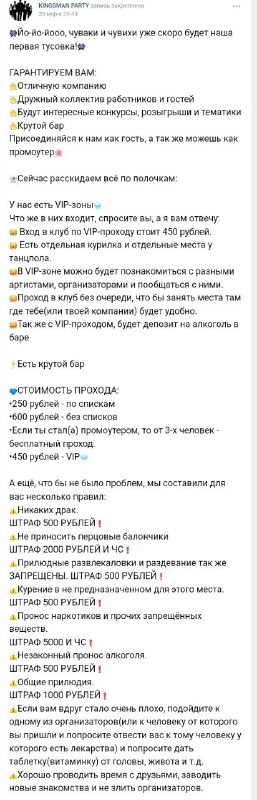 KINGSMAN PARTY запись закреплена
20 мар в 23:43
Йо-йо-йооо, чуваки и чувихи уже скоро будет наша
первая тусовка!
ГАРАНТИРУЕМ ВАМ:
Отличную компанию
Дружный коллектив работников и гостей
Будут интересные конкурсы, розыгрыши и тематики
Крутой бар
Присоединяйся к нам как гость, а так же можешь как
промоутер
Сейчас расскидаем всё по полочкам:
У нас есть VIP-зоны
Что же в них входит, спросите вы, а я вам отвечу:
Вход в клуб по VIP-проходу стоит 450 рублей.
Есть отдельная курилка и отдельные места у
танцпола.
В VIP-зоне можно будет познакомиться с разными
артистами, организаторами и пообщаться с ними.
Проход в клуб без очереди, что бы занять места там
где тебе(или твоей компании) будет удобно.
Так же с VIP-проходом, будет депозит на алкоголь в
баре
Есть крутой бар
СТОИМОСТЬ ПРОХОДА:
•250 рублей - по спискам
•600 рублей - без списков
•Если ты стал(а) промоутером, то от 3-х человек -
бесплатный проход.
•450 рублей - VIP
А ещё, что бы не было проблем, мы составили для
вас несколько правил:
⚠Никаких драк.
ШТРАФ 500 РУБЛЕЙ❗
⚠Не приносить перцовые балончики
ШТРАФ 2000 РУБЛЕЙ И ЧС❗
⚠Прилюдные развлекаловки и раздевание так же
ЗАПРЕЩЕНЫ. ШТРАФ 500 РУБЛЕЙ❗
⚠Курение в не предназначенном для этого места.
ШТРАФ 500 РУБЛЕЙ❗
⚠Пронос наркотиков и прочих запрещённых
веществ.
ШТРАФ 5000 И ЧС❗
⚠Незаконный пронос алкоголя.
ШТРАФ 500 РУБЛЕЙ❗
⚠Общие прилюдия.
ШТРАФ 1000 РУБЛЕЙ❗
⚠Если вам вдруг стало очень плохо, подойдите к
одному из организаторов(или к человеку от которого
вы пришли и попросите отвести вас к тому человеку у
которого есть лекарства) и попросите дать
таблетку(витаминку) от головы, живота и т.д.
⚠Хорошо проводить время с друзьями, заводить
новые знакомства и не злить организаторов.